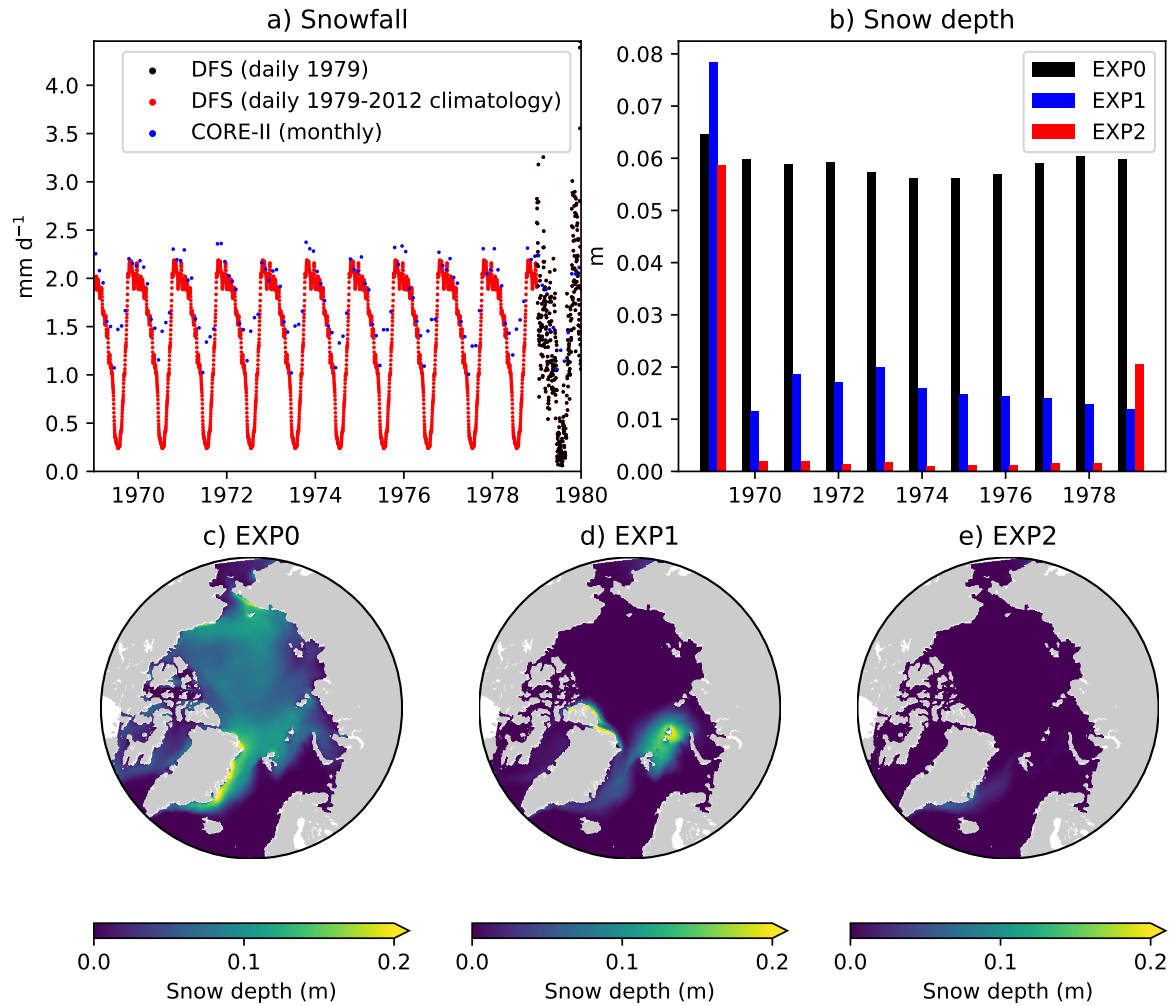 a) Snowfall
mm d⁻¹
4.0
3.5
3.0
2.5
2.0
1.5
1.0
0.5
0.0
DFS (daily 1979)
DFS (daily 1979-2012 climatology)
CORE-II (monthly)
1970
1972
1974
1976
1978
1980
b) Snow depth
m
0.08
0.07
0.06
0.05
0.04
0.03
0.02
0.01
0.00
EXP0
EXP1
EXP2
1970
1972
1974
1976
1978
c) EXP0
d) EXP1
e) EXP2
0.0 0.1 0.2
Snow depth (m)
0.0 0.1 0.2
Snow depth (m)
0.0 0.1 0.2
Snow depth (m)